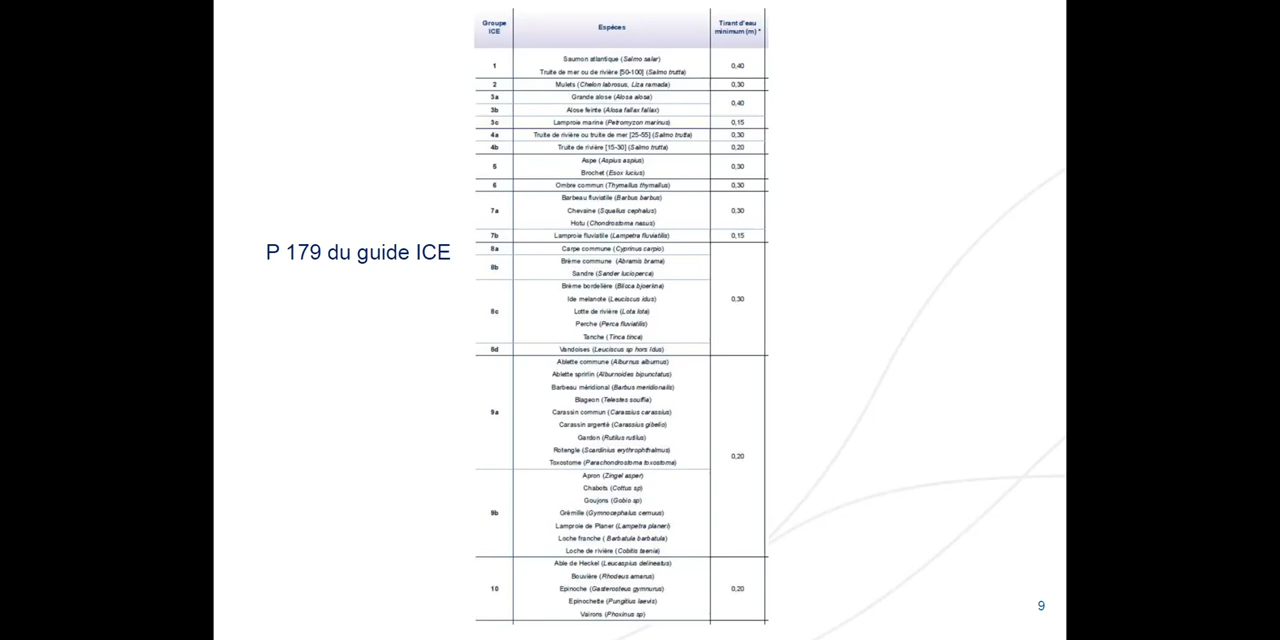 Groupe ICE Espèces Tirant d'eau minimum (m) *
1 Saumon atlantique (Salmo salar) 0,40
Truite de mer ou de rivière [50-100] (Salmo trutta)
2 Mulets (Chelon labrosus, Liza ramada) 0,30
3a Grande alose (Alosa alosa) 0,40
3b Alose feinte (Alosa fallax fallax)
3c Lamproie marine (Petromyzon marinus) 0,15
4a Truite de rivière ou truite de mer [25-55] (Salmo trutta) 0,30
4b Truite de rivière [15-30] (Salmo trutta) 0,20
5 Aspe (Aspius aspius) 0,30
Brochet (Esox lucius)
6 Ombre commun (Thymallus thymallus) 0,30
7a Barbeau fluviatile (Barbus barbus) 0,30
Chevaine (Squalius cephalus)
Hotu (Chondrostoma nasus)
7b Lamproie fluviatile (Lampetra fluviatilis) 0,15
8a Carpe commune (Cyprinus carpio) 0,30
8b Brème commune (Abramis brama)
Sandre (Sander lucioperca)
8c Brème bordelière (Blicca bjoerkna)
Ide melanote (Leuciscus idus)
Lotte de rivière (Lota lota)
Perche (Perca fluviatilis)
Tanche (Tinca tinca)
8d Vandoises (Leuciscus sp hors Idus)
9a Ablette commune (Alburnus alburnus) 0,20
Ablette spirlin (Alburnoides bipunctatus)
Barbeau méridional (Barbus meridionalis)
Blageon (Telestes souffia)
Carassin commun (Carassius carassius)
Carassin argenté (Carassius gibelio)
Gardon (Rutilus rutilus)
Rotengle (Scardinius erythrophthalmus)
Toxostome (Parachondrostoma toxostoma)
9b Apron (Zingel asper)
Chabots (Cottus sp)
Goujons (Gobio sp)
Grémille (Gymnocephalus cernuus)
Lamproie de Planer (Lampetra planeri)
Loche franche ( Barbatula barbatula)
Loche de rivière (Cobitis taenia)
10 Able de Heckel (Leucaspius delineatus) 0,20
Bouvière (Rhodeus amarus)
Epinoche (Gasterosteus gymnurus)
Epinochette (Pungitius laevis)
Vairons (Phoxinus sp)
P 179 du guide ICE
9